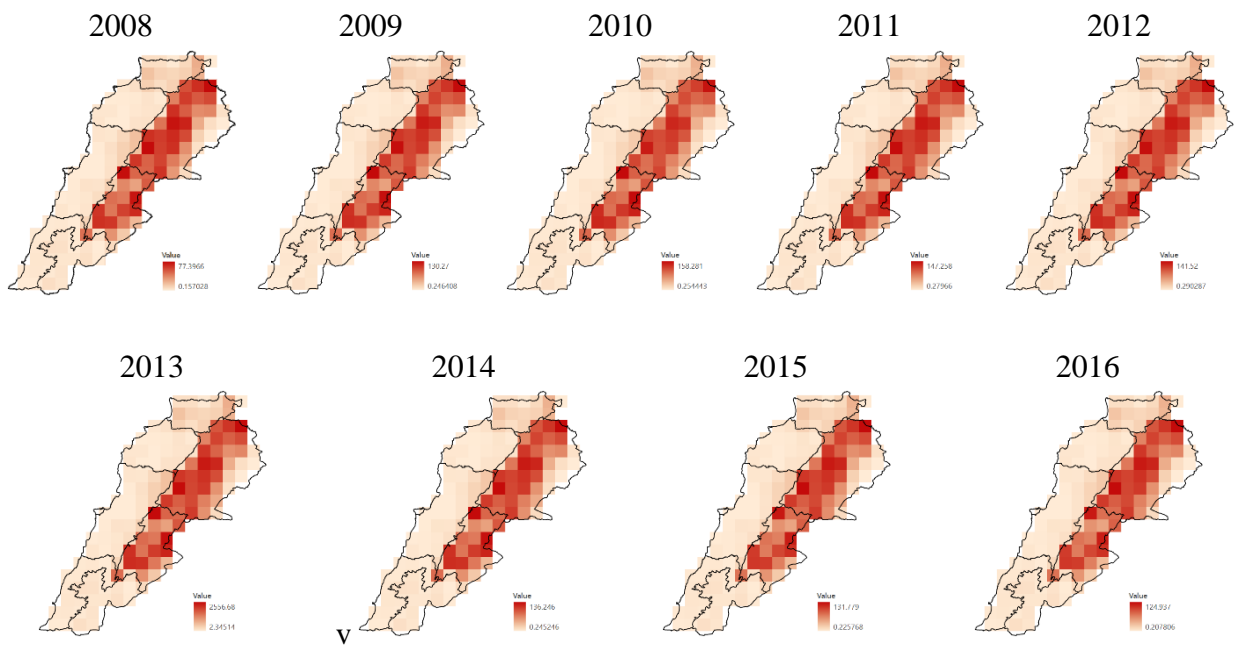 2008
2009
2010
2011
2012
Value
77.3966
0.157028
Value
130.27
0.246408
Value
158.281
0.254443
Value
147.258
0.27966
Value
141.52
0.290287
2013
2014
2015
2016
Value
2556.68
2.34514
Value
136.246
0.245246
Value
131.779
0.225768
Value
124.937
0.207806
v